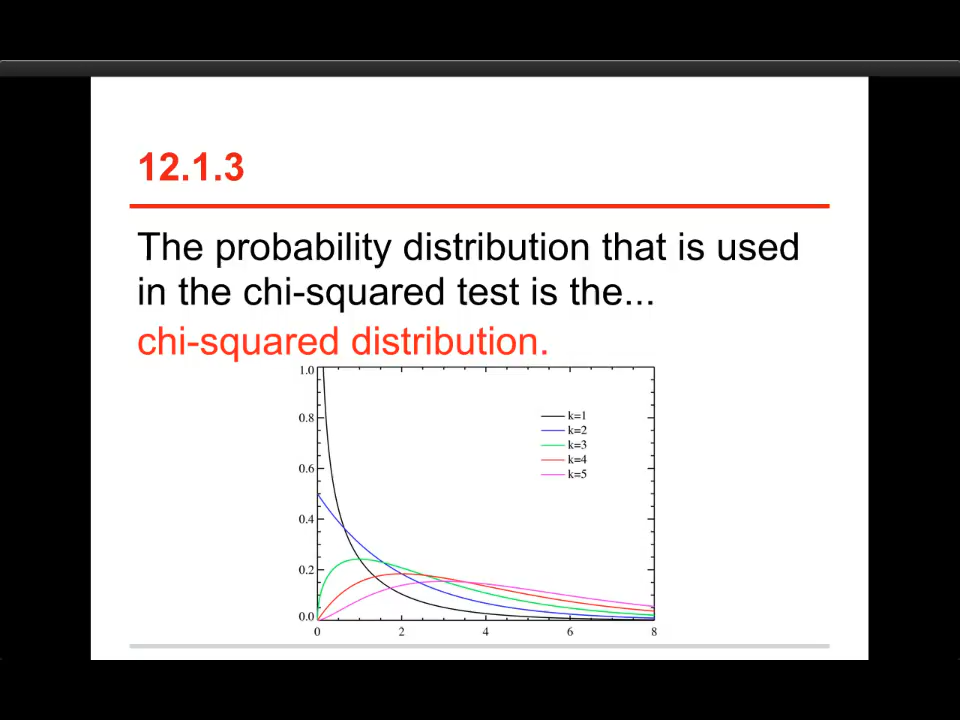 12.1.3
The probability distribution that is used
in the chi-squared test is the...
chi-squared distribution.
1.0
0.8
0.6
0.4
0.2
0.0
k=1
k=2
k=3
k=4
k=5
0 2 4 6 8